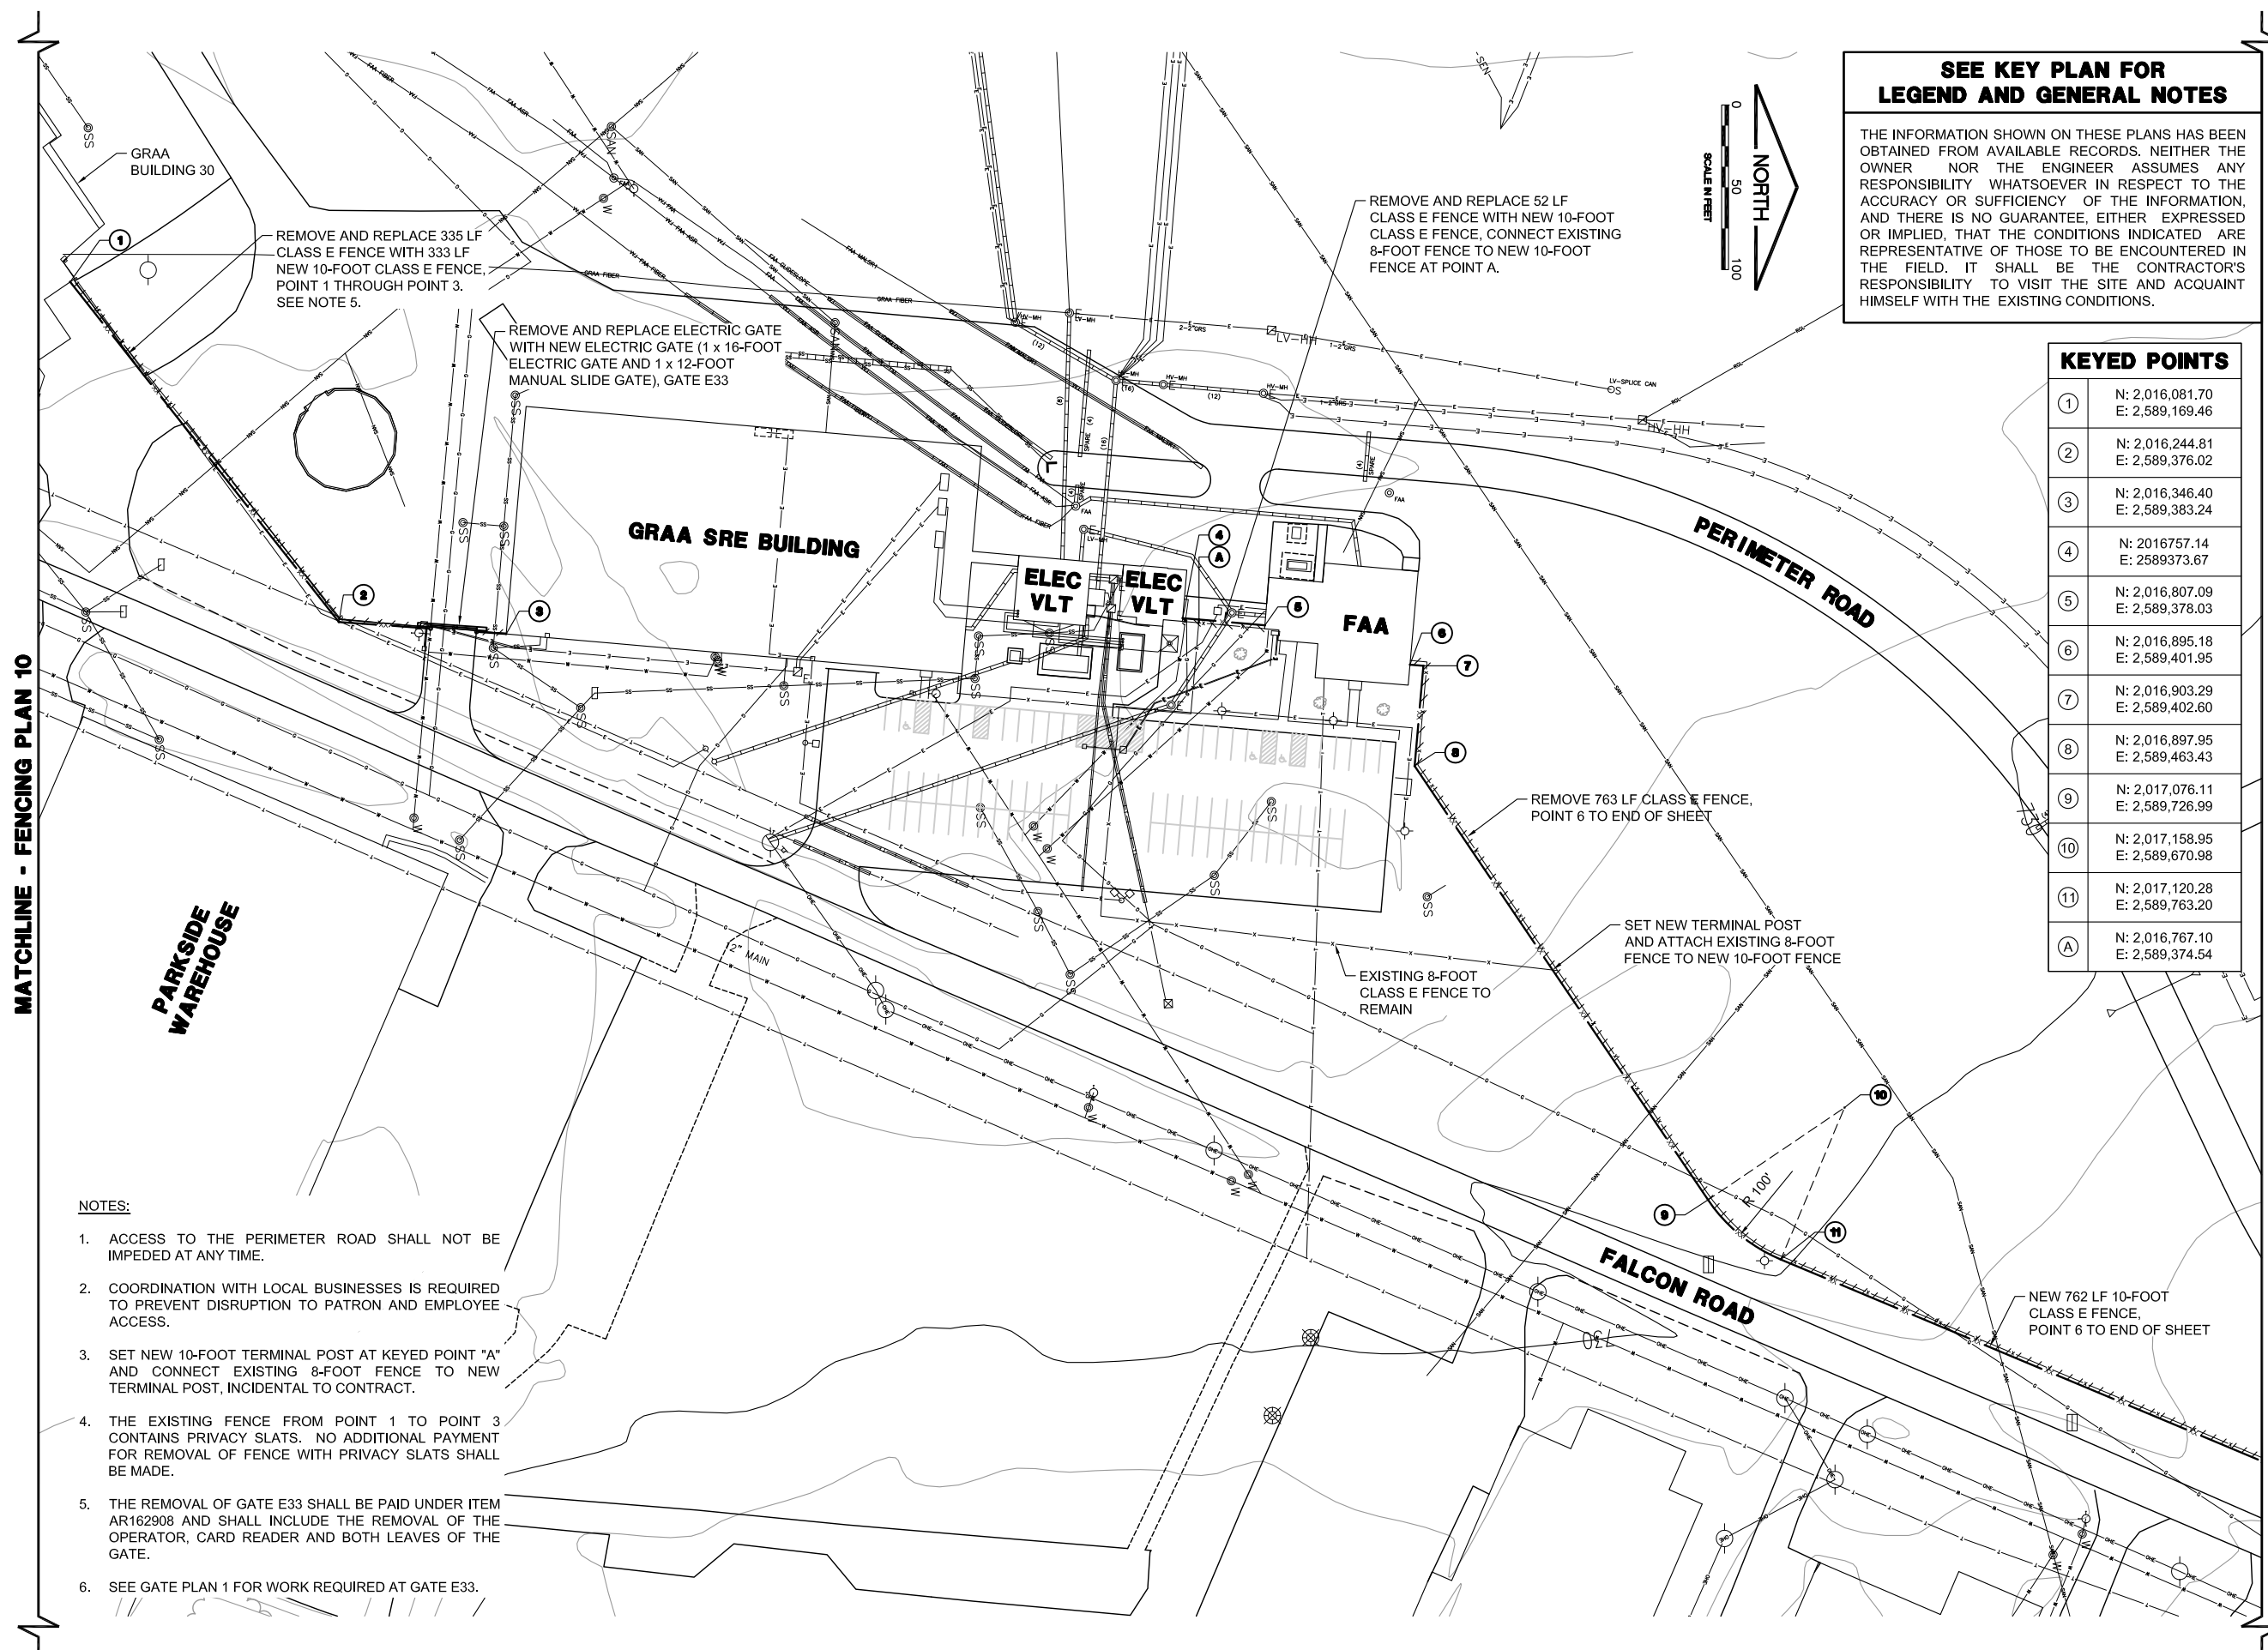 SEE KEY PLAN FOR
LEGEND AND GENERAL NOTES
THE INFORMATION SHOWN ON THESE PLANS HAS BEEN
OBTAINED FROM AVAILABLE RECORDS. NEITHER THE
OWNER NOR THE ENGINEER ASSUMES ANY
RESPONSIBILITY WHATSOEVER IN RESPECT TO THE
ACCURACY OR SUFFICIENCY OF THE INFORMATION,
AND THERE IS NO GUARANTEE, EITHER EXPRESSED
OR IMPLIED, THAT THE CONDITIONS INDICATED ARE
REPRESENTATIVE OF THOSE TO BE ENCOUNTERED IN
THE FIELD. IT SHALL BE THE CONTRACTOR'S
RESPONSIBILITY TO VISIT THE SITE AND ACQUAINT
HIMSELF WITH THE EXISTING CONDITIONS.
KEYED POINTS
1
N: 2,016,081.70
E: 2,589,169.46
2
N: 2,016,244.81
E: 2,589,376.02
3
N: 2,016,346.40
E: 2,589,383.24
4
N: 2016757.14
E: 2589373.67
5
N: 2,016,807.09
E: 2,589,378.03
6
N: 2,016,895.18
E: 2,589,401.95
7
N: 2,016,903.29
E: 2,589,402.60
8
N: 2,016,897.95
E: 2,589,463.43
9
N: 2,017,076.11
E: 2,589,726.99
10
N: 2,017,158.95
E: 2,589,670.98
11
N: 2,017,120.28
E: 2,589,763.20
A
N: 2,016,767.10
E: 2,589,374.54
NORTH
0
50
100
SCALE IN FEET
GRAA
BUILDING 30
REMOVE AND REPLACE 335 LF
CLASS E FENCE WITH 333 LF
NEW 10-FOOT CLASS E FENCE,
POINT 1 THROUGH POINT 3.
SEE NOTE 5.
REMOVE AND REPLACE ELECTRIC GATE
WITH NEW ELECTRIC GATE (1 x 16-FOOT
ELECTRIC GATE AND 1 x 12-FOOT
MANUAL SLIDE GATE), GATE E33
REMOVE AND REPLACE 52 LF
CLASS E FENCE WITH NEW 10-FOOT
CLASS E FENCE, CONNECT EXISTING
8-FOOT FENCE TO NEW 10-FOOT
FENCE AT POINT A.
GRAA FIBER
GRAA FIBER
LV-HH
LV-SPLICE CAN
HV-HH
GRAA SRE BUILDING
ELEC
VLT
ELEC
VLT
FAA
PERIMETER ROAD
1
2
3
4
A
5
6
7
8
9
10
11
REMOVE 763 LF CLASS E FENCE,
POINT 6 TO END OF SHEET
SET NEW TERMINAL POST
AND ATTACH EXISTING 8-FOOT
FENCE TO NEW 10-FOOT FENCE
EXISTING 8-FOOT
CLASS E FENCE TO
REMAIN
R 100'
NEW 762 LF 10-FOOT
CLASS E FENCE,
POINT 6 TO END OF SHEET
FALCON ROAD
730
2" MAIN
PARKSIDE
WAREHOUSE
MATCHLINE - FENCING PLAN 10
NOTES:
1. ACCESS TO THE PERIMETER ROAD SHALL NOT BE
IMPEDED AT ANY TIME.
2. COORDINATION WITH LOCAL BUSINESSES IS REQUIRED
TO PREVENT DISRUPTION TO PATRON AND EMPLOYEE
ACCESS.
3. SET NEW 10-FOOT TERMINAL POST AT KEYED POINT "A"
AND CONNECT EXISTING 8-FOOT FENCE TO NEW
TERMINAL POST, INCIDENTAL TO CONTRACT.
4. THE EXISTING FENCE FROM POINT 1 TO POINT 3
CONTAINS PRIVACY SLATS. NO ADDITIONAL PAYMENT
FOR REMOVAL OF FENCE WITH PRIVACY SLATS SHALL
BE MADE.
5. THE REMOVAL OF GATE E33 SHALL BE PAID UNDER ITEM
AR162908 AND SHALL INCLUDE THE REMOVAL OF THE
OPERATOR, CARD READER AND BOTH LEAVES OF THE
GATE.
6. SEE GATE PLAN 1 FOR WORK REQUIRED AT GATE E33.